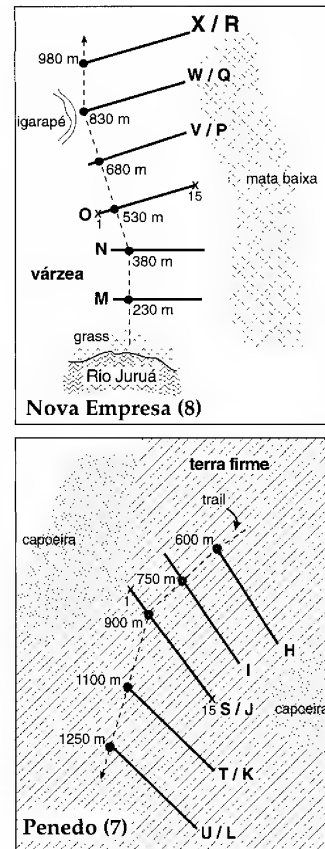 X / R
980 m
W / Q
igarapé
830 m
V / P
680 m
mata baixa
15
O
1
530 m
N
380 m
várzea
M
230 m
grass
Rio Juruá
Nova Empresa (8)
terra firme
trail
capoeira
600 m
750 m
1
900 m
H
I
capoeira
15
S / J
1100 m
1250 m
T / K
Penedo (7)
U / L